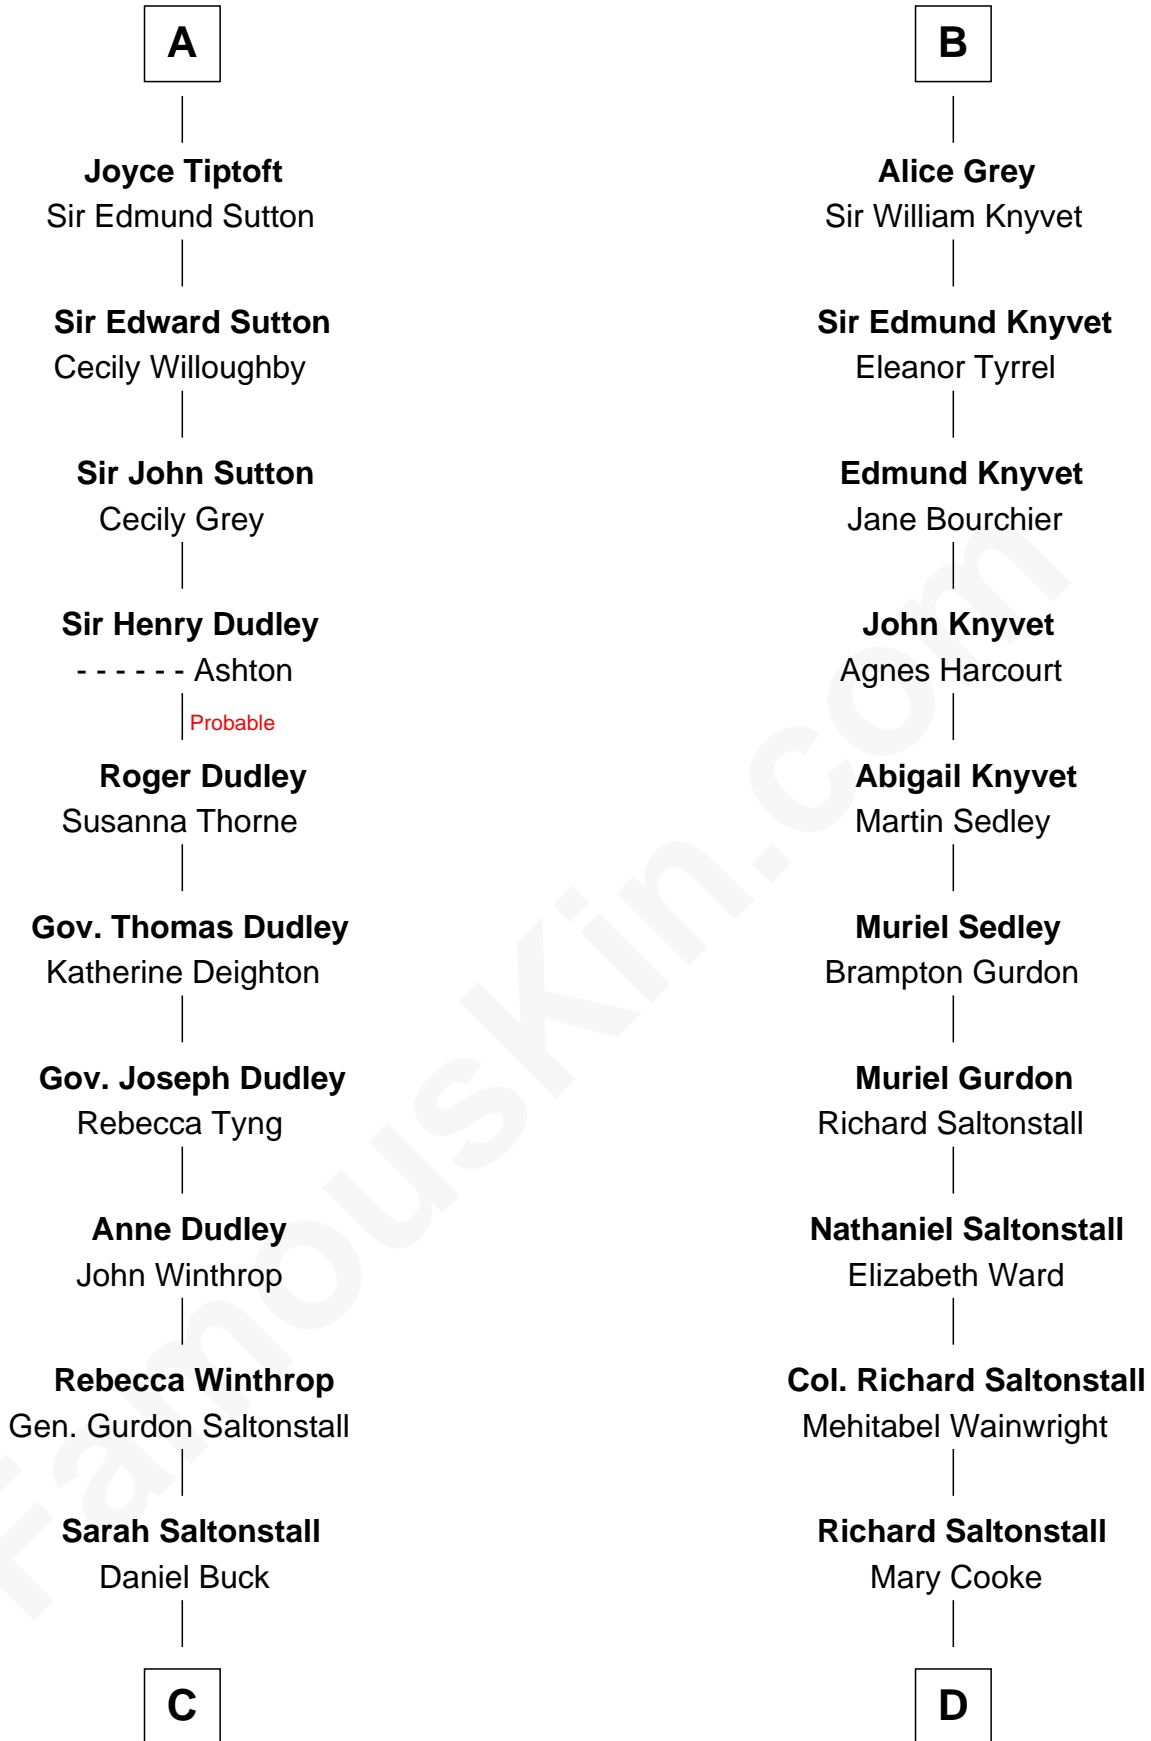 A
Joyce Tiptoft
Sir Edmund Sutton
Sir Edward Sutton
Cecily Willoughby
Sir John Sutton
Cecily Grey
Sir Henry Dudley
- - - - - - Ashton
Probable
Roger Dudley
Susanna Thorne
Gov. Thomas Dudley
Katherine Deighton
Gov. Joseph Dudley
Rebecca Tyng
Anne Dudley
John Winthrop
Rebecca Winthrop
Gen. Gurdon Saltonstall
Sarah Saltonstall
Daniel Buck
C
B
Alice Grey
Sir William Knyvet
Sir Edmund Knyvet
Eleanor Tyrrel
Edmund Knyvet
Jane Bourchier
John Knyvet
Agnes Harcourt
Abigail Knyvet
Martin Sedley
Muriel Sedley
Brampton Gurdon
Muriel Gurdon
Richard Saltonstall
Nathaniel Saltonstall
Elizabeth Ward
Col. Richard Saltonstall
Mehitabel Wainwright
Richard Saltonstall
Mary Cooke
D
FamousKin.com